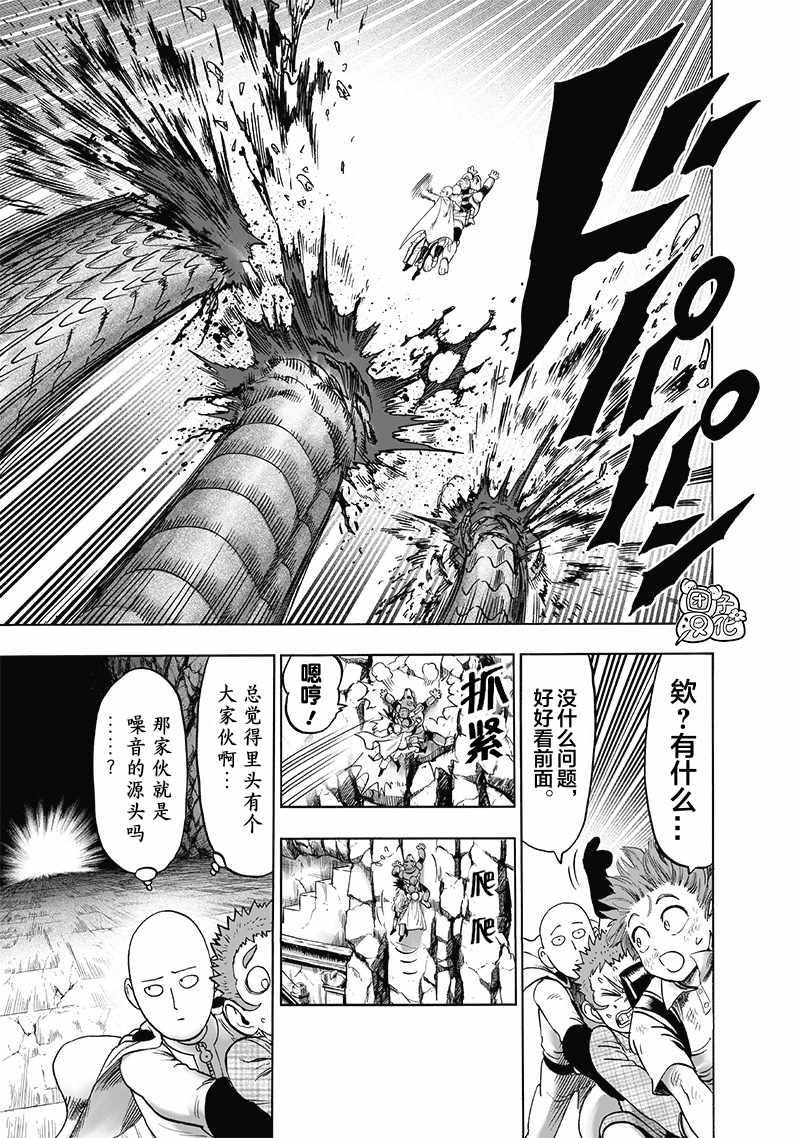 ドパパッ
团子
只化
欸？有什么…
没什么问题，
好好看前面。
抓紧
嗯哼！
爬
爬
总觉得里头有个
大家伙啊…
那家伙就是
噪音的源头吗
……？